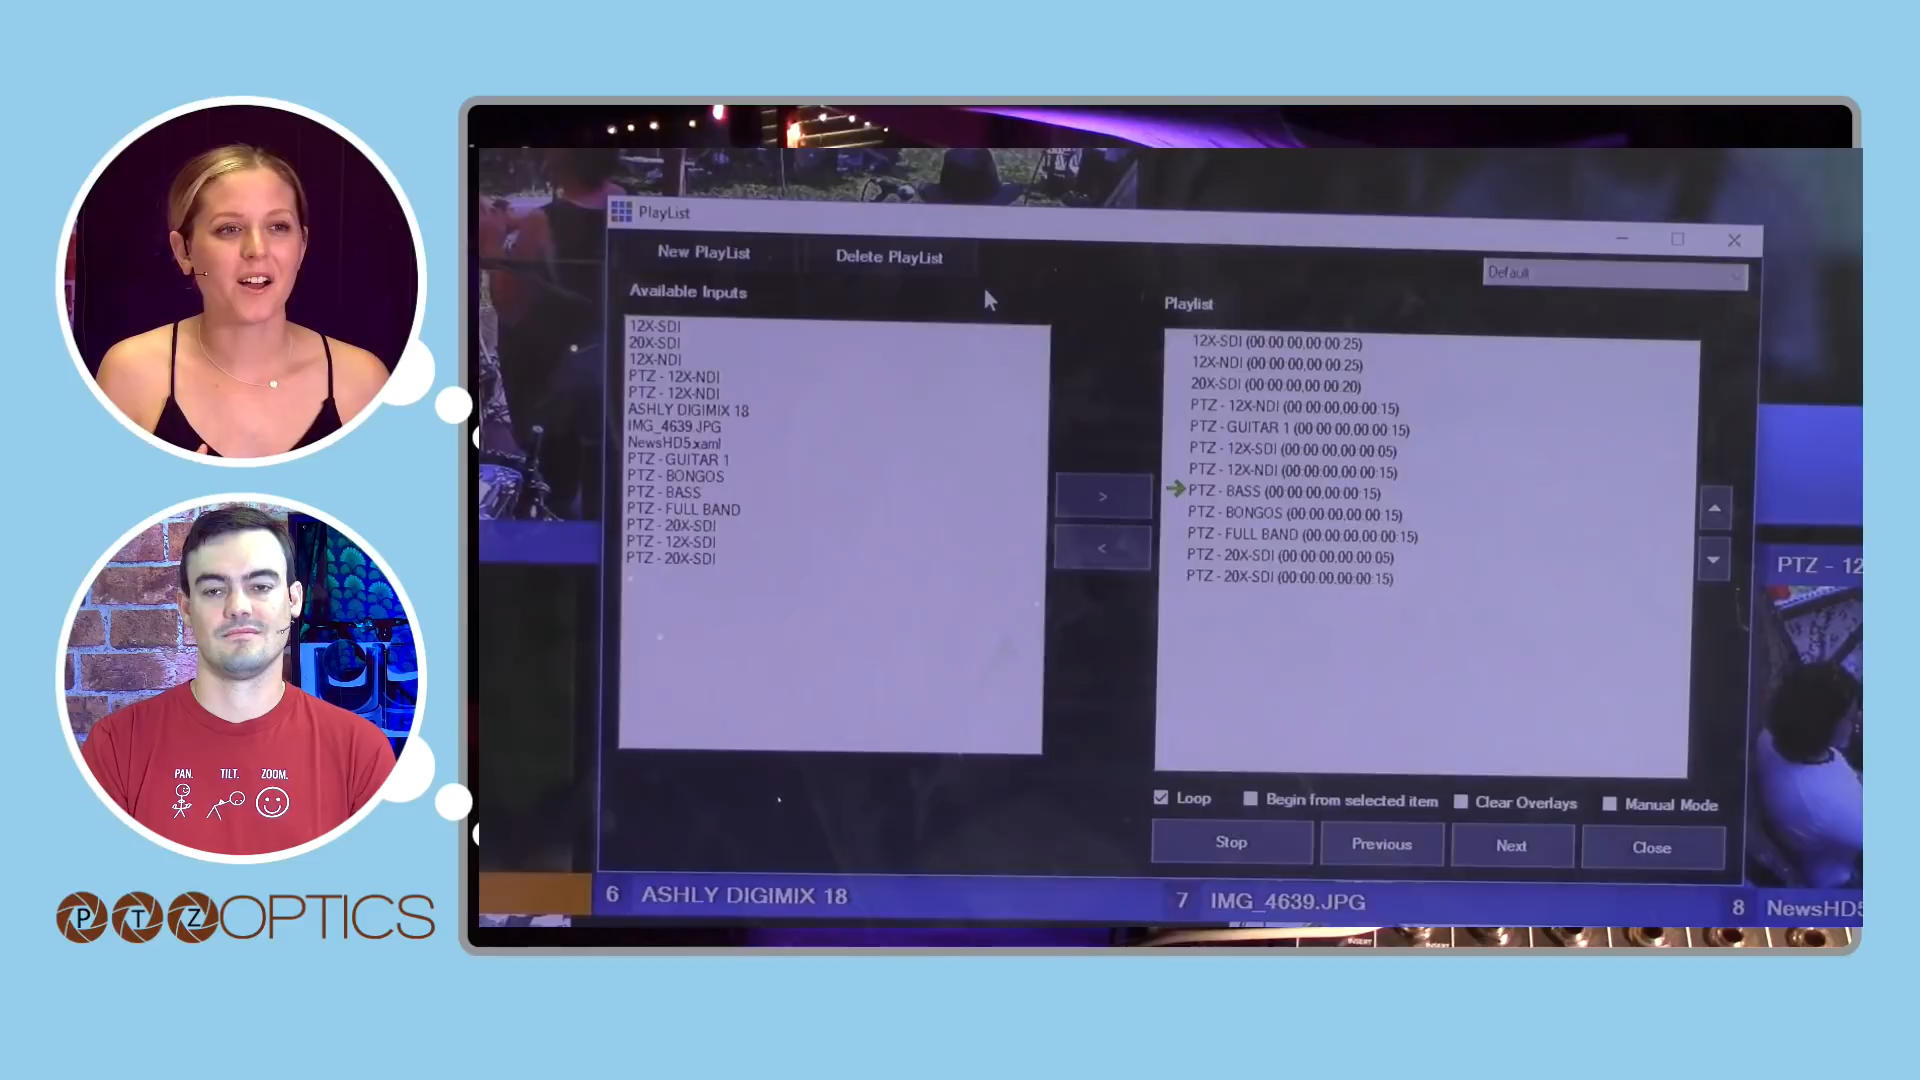 PlayList
New PlayList
Delete PlayList
Default
Available Inputs
12X-SDI
20X-SDI
12X-NDI
PTZ - 12X-NDI
PTZ - 12X-NDI
ASHLY DIGIMIX 18
IMG_4639.JPG
NewsHD5.xaml
PTZ - GUITAR 1
PTZ - BONGOS
PTZ - BASS
PTZ - FULL BAND
PTZ - 20X-SDI
PTZ - 12X-SDI
PTZ - 20X-SDI
>
<
Playlist
12X-SDI (00:00:00,00:00:25)
12X-NDI (00:00:00,00:00:25)
20X-SDI (00:00:00,00:00:20)
PTZ - 12X-NDI (00:00:00,00:00:15)
PTZ - GUITAR 1 (00:00:00,00:00:15)
PTZ - 12X-SDI (00:00:00,00:00:05)
PTZ - 12X-NDI (00:00:00,00:00:15)
PTZ - BASS (00:00:00,00:00:15)
PTZ - BONGOS (00:00:00,00:00:15)
PTZ - FULL BAND (00:00:00,00:00:15)
PTZ - 20X-SDI (00:00:00,00:00:05)
PTZ - 20X-SDI (00:00:00,00:00:15)
Loop
Begin from selected item
Clear Overlays
Manual Mode
Stop
Previous
Next
Close
PTZ - 12
6 ASHLY DIGIMIX 18
7 IMG_4639.JPG
8 NewsHD5
INSERT
INSERT
PAN. TILT. ZOOM.
PTZOPTICS